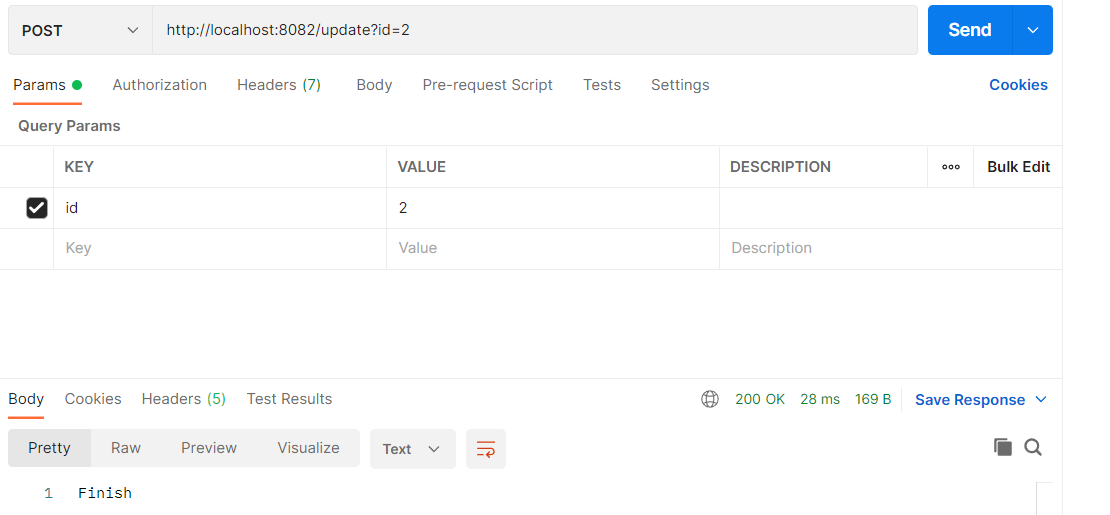 POST http://localhost:8082/update?id=2 Send
Params Authorization Headers (7) Body Pre-request Script Tests Settings Cookies
Query Params
KEY VALUE DESCRIPTION ooo Bulk Edit
id 2
Key Value Description
Body Cookies Headers (5) Test Results 200 OK 28 ms 169 B Save Response
Pretty Raw Preview Visualize Text
1 Finish